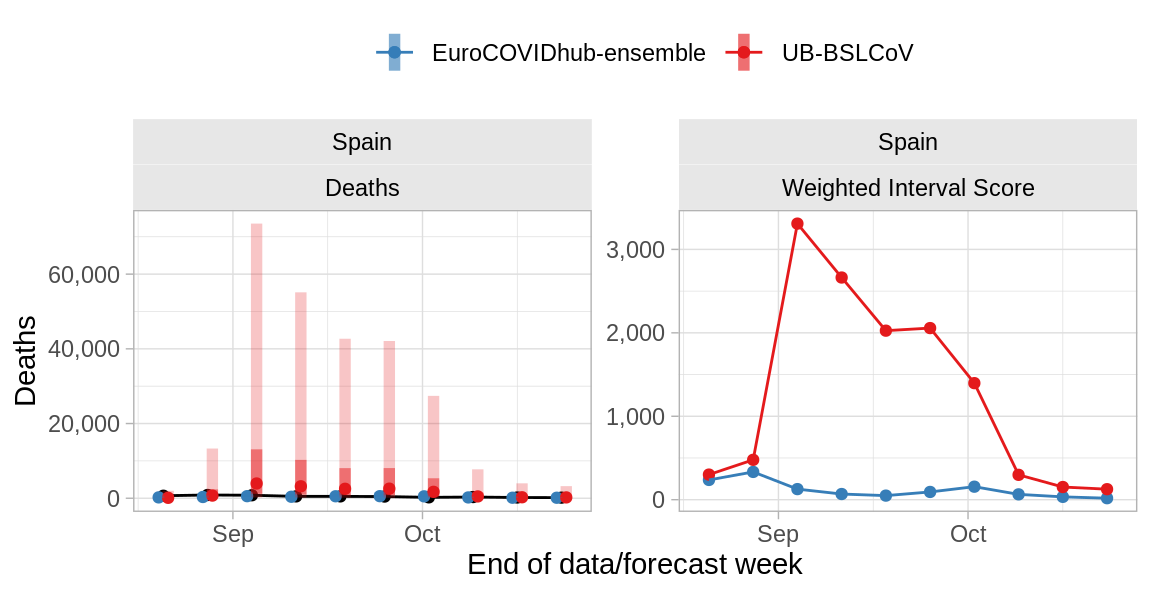 EuroCOVIDhub-ensemble UB-BSLCoV
Spain
Deaths
Deaths
60,000
40,000
20,000
0
Sep Oct
Spain
Weighted Interval Score
3,000
2,000
1,000
0
Sep Oct
End of data/forecast week